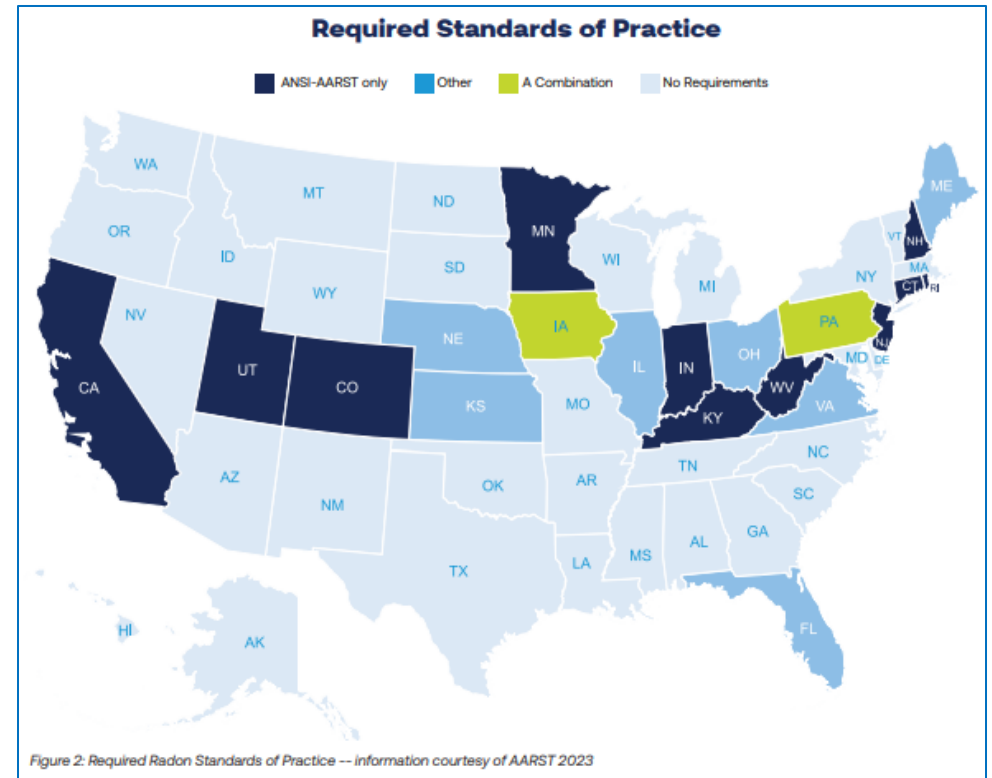 Required Standards of Practice
ANSI-AARST only
Other
A Combination
No Requirements
WA
MT
ND
MN
ME
OR
ID
SD
WI
VT
NH
WY
MI
NY
MA
CT
RI
NV
NE
IA
PA
NJ
UT
CO
IL
IN
OH
MD
DE
CA
KS
MO
KY
WV
VA
AZ
NM
OK
AR
TN
NC
SC
TX
LA
MS
AL
GA
FL
HI
AK
Figure 2: Required Radon Standards of Practice -- information courtesy of AARST 2023